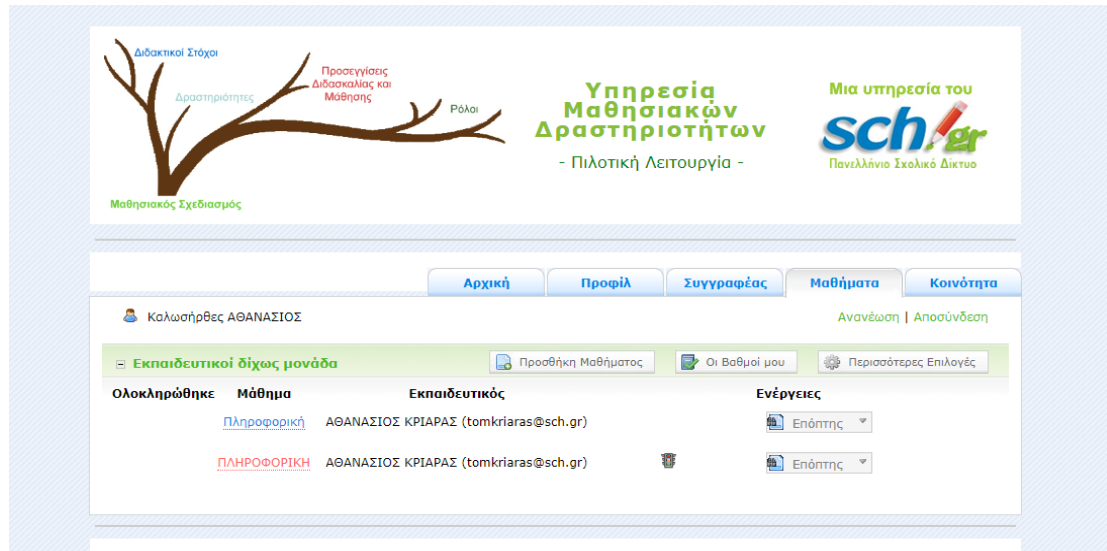 Διδακτικοί Στόχοι
Προσεγγίσεις
Διδασκαλίας και
Μάθησης
Δραστηριότητες
Ρόλοι
Μαθησιακός Σχεδιασμός
Υπηρεσία
Μαθησιακών
Δραστηριοτήτων
- Πιλοτική Λειτουργία -
Μια υπηρεσία του
sch.gr
Πανελλήνιο Σχολικό Δίκτυο
Αρχική Προφίλ Συγγραφέας Μαθήματα Κοινότητα
Καλωσήρθες ΑΘΑΝΑΣΙΟΣ Ανανέωση | Αποσύνδεση
Εκπαιδευτικοί δίχως μονάδα Προσθήκη Μαθήματος Οι Βαθμοί μου Περισσότερες Επιλογές
Ολοκληρώθηκε Μάθημα Εκπαιδευτικός Ενέργειες
Πληροφορική ΑΘΑΝΑΣΙΟΣ ΚΡΙΑΡΑΣ (tomkriaras@sch.gr) Επόπτης
ΠΛΗΡΟΦΟΡΙΚΗ ΑΘΑΝΑΣΙΟΣ ΚΡΙΑΡΑΣ (tomkriaras@sch.gr) Επόπτης